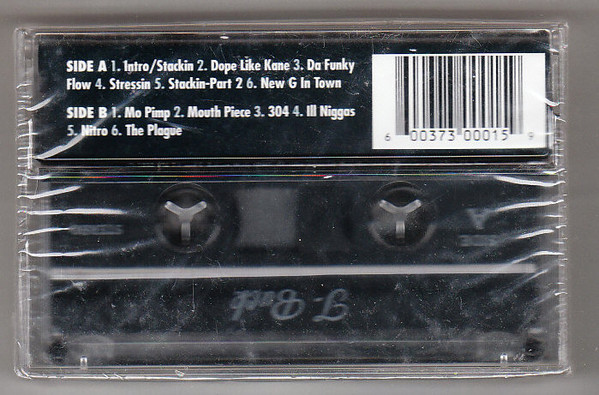 SIDE A 1. Intro/Stackin 2. Dope Like Kane 3. Da Funky
Flow 4. Stressin 5. Stackin-Part 2 6. New G In Town
SIDE B 1. Mo Pimp 2. Mouth Piece 3. 304 4. Ill Niggas
5. Nitro 6. The Plague
6 00373 00015 9
A